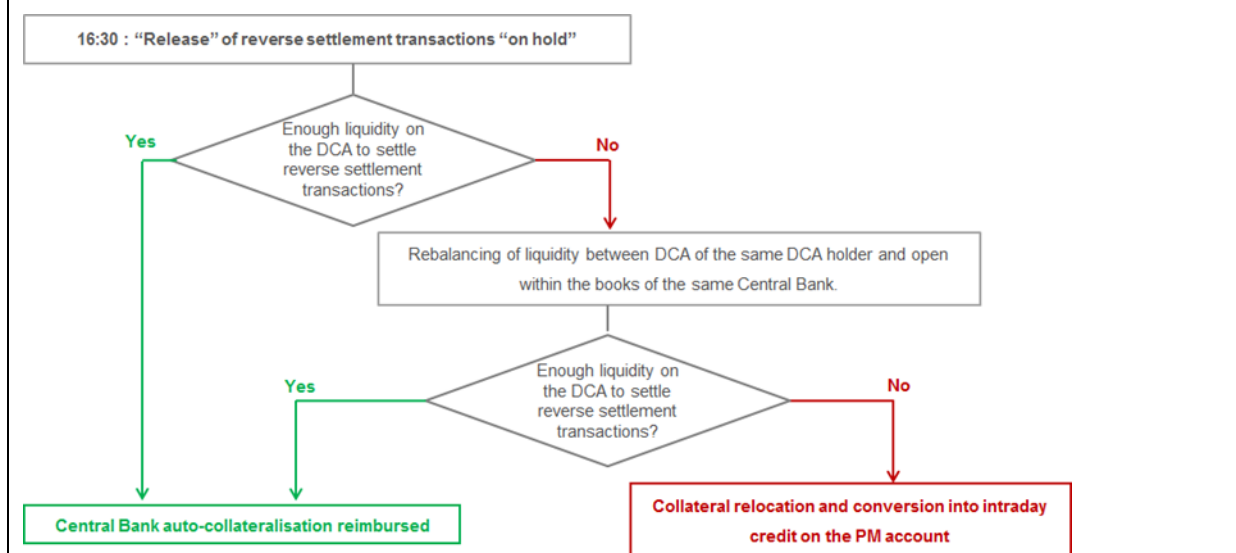 16:30 : “Release” of reverse settlement transactions “on hold”
Enough liquidity on
the DCA to settle
reverse settlement
transactions?
Yes
No
Rebalancing of liquidity between DCA of the same DCA holder and open
within the books of the same Central Bank.
Enough liquidity on
the DCA to settle
reverse settlement
transactions?
Yes
No
Central Bank auto-collateralisation reimbursed
Collateral relocation and conversion into intraday
credit on the PM account